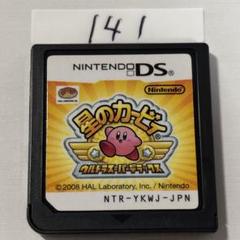 141
NINTENDO DS
星のカービィ
ウルトラスーパーデラックス
© 2008 HAL Laboratory, Inc. / Nintendo
NTR-YKWJ-JPN